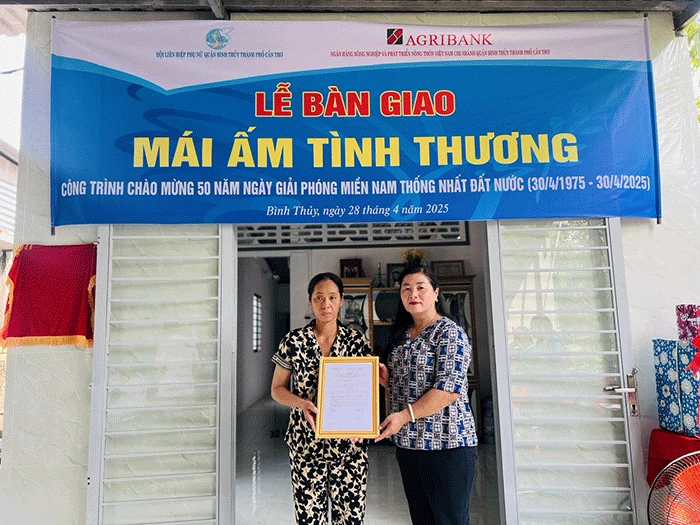 HỘI LIÊN HIỆP PHỤ NỮ QUẬN BÌNH THỦY THÀNH PHỐ CẦN THƠ
AGRIBANK
NGÂN HÀNG NÔNG NGHIỆP VÀ PHÁT TRIỂN NÔNG THÔN VIỆT NAM CHI NHÁNH QUẬN BÌNH THỦY THÀNH PHỐ CẦN THƠ
LỄ BÀN GIAO
MÁI ẤM TÌNH THƯƠNG
CÔNG TRÌNH CHÀO MỪNG 50 NĂM NGÀY GIẢI PHÓNG MIỀN NAM THỐNG NHẤT ĐẤT NƯỚC (30/4/1975 - 30/4/2025)
Bình Thủy, ngày 28 tháng 4 năm 2025